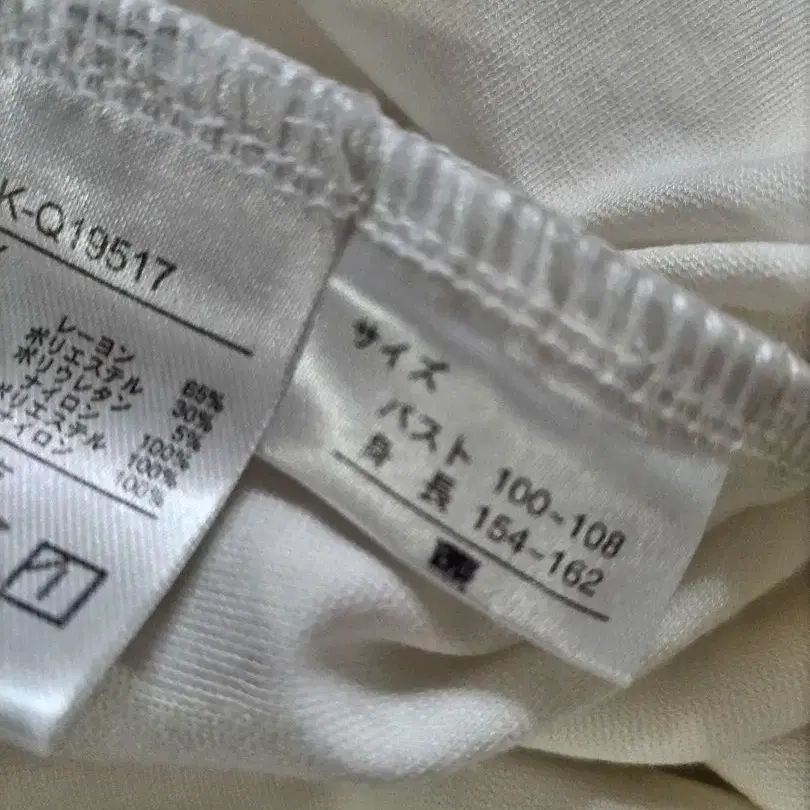 K-Q19517
レーヨン 65%
ポリエステル 30%
ポリウレタン 5%
ナイロン 100%
ポリエステル 100%
ナイロン 100%
サイズ
バスト 100~108
身長 154~162